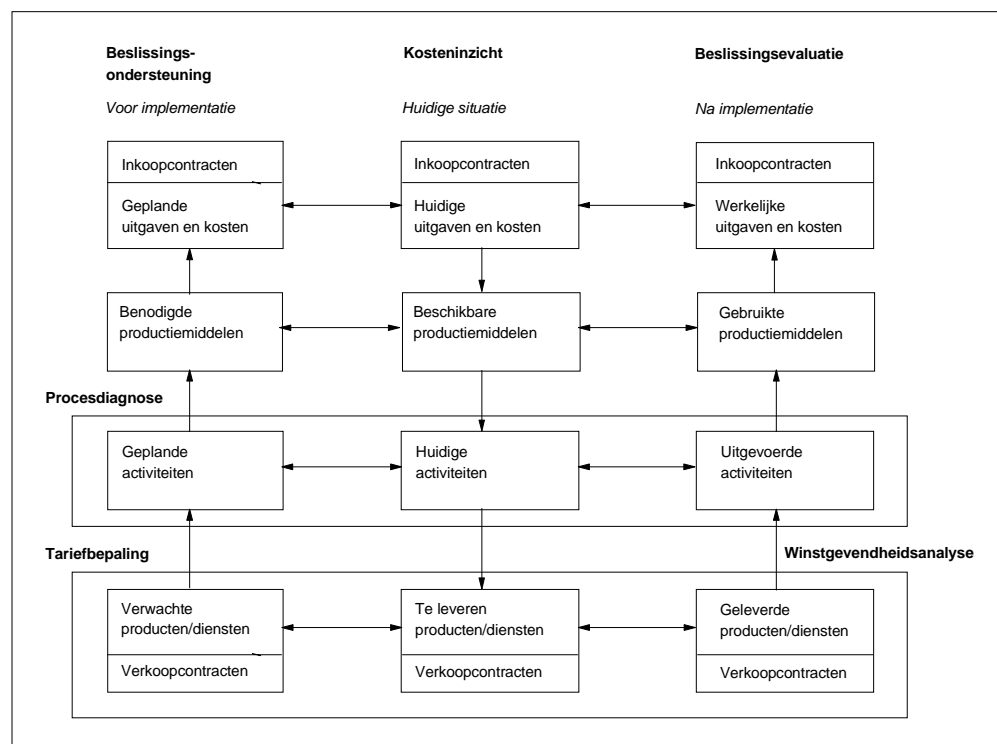 Beslissings-
ondersteuning
Kosteninzicht
Beslissingsevaluatie
Voor implementatie
Huidige situatie
Na implementatie
Inkoopcontracten
Inkoopcontracten
Inkoopcontracten
Geplande
uitgaven en kosten
Huidige
uitgaven en kosten
Werkelijke
uitgaven en kosten
Benodigde
productiemiddelen
Beschikbare
productiemiddelen
Gebruikte
productiemiddelen
Procesdiagnose
Geplande
activiteiten
Huidige
activiteiten
Uitgevoerde
activiteiten
Tariefbepaling
Winstgevendheidsanalyse
Verwachte
producten/diensten
Te leveren
producten/diensten
Geleverde
producten/diensten
Verkoopcontracten
Verkoopcontracten
Verkoopcontracten